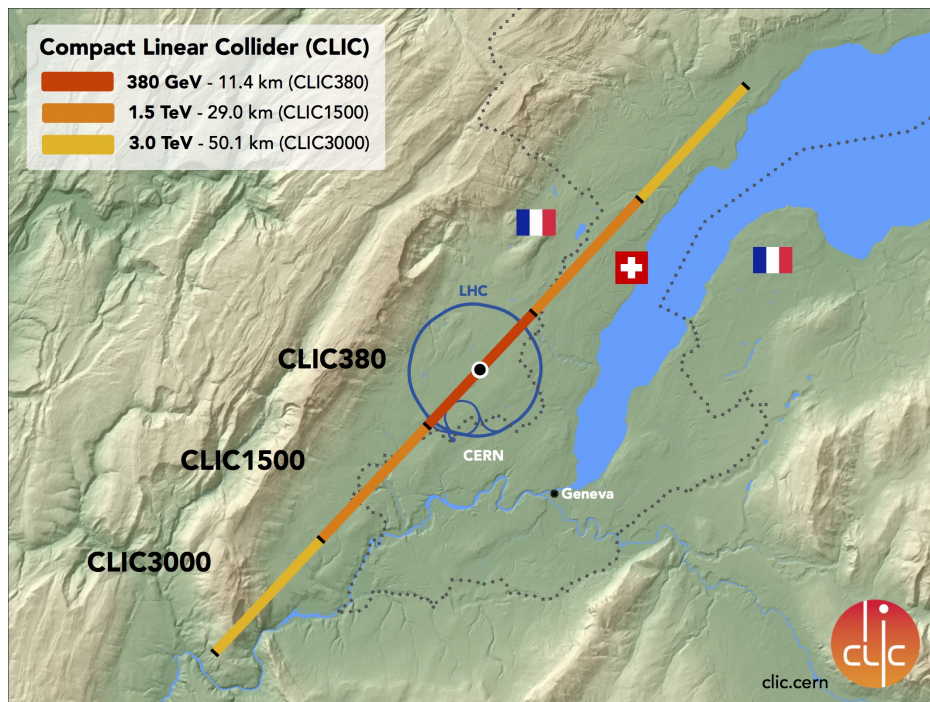 Compact Linear Collider (CLIC)
380 GeV - 11.4 km (CLIC380)
1.5 TeV - 29.0 km (CLIC1500)
3.0 TeV - 50.1 km (CLIC3000)
LHC
CLIC380
CLIC1500
CERN
Geneva
CLIC3000
clic
clic.cern